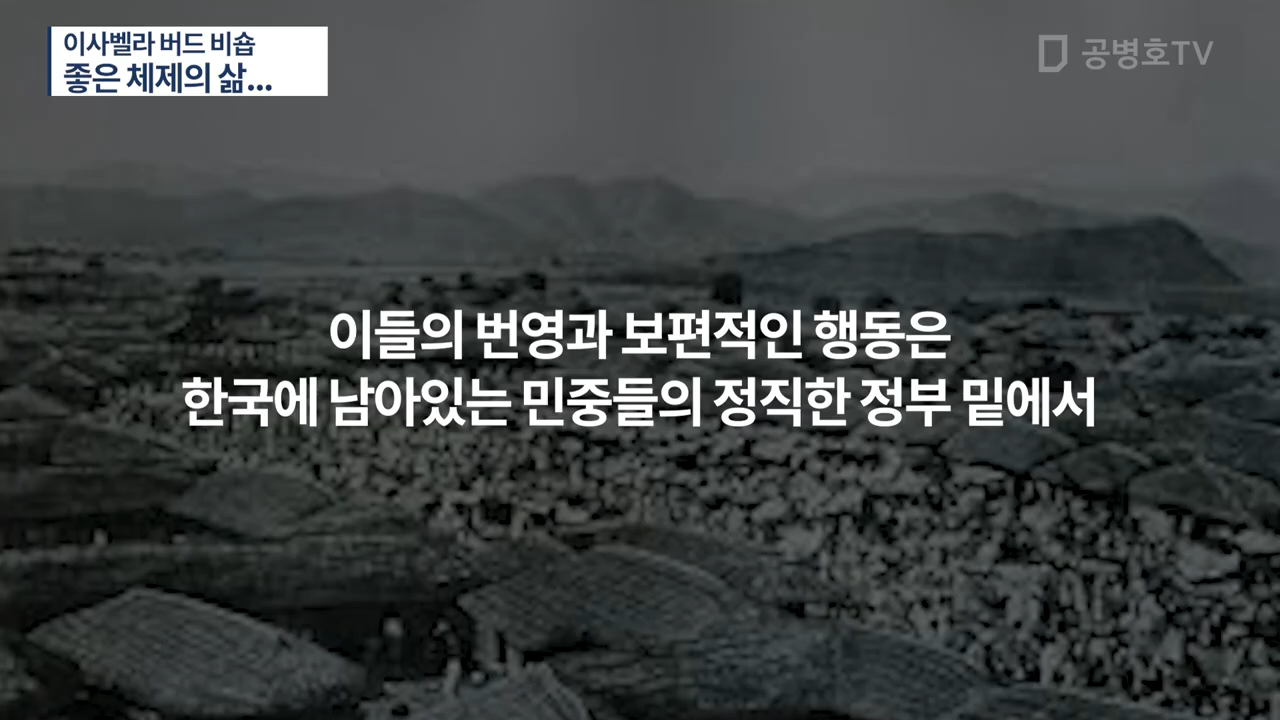 이사벨라 버드 비숍
좋은 체제의 삶...
공병호TV
이들의 번영과 보편적인 행동은
한국에 남아있는 민중들의 정직한 정부 밑에서